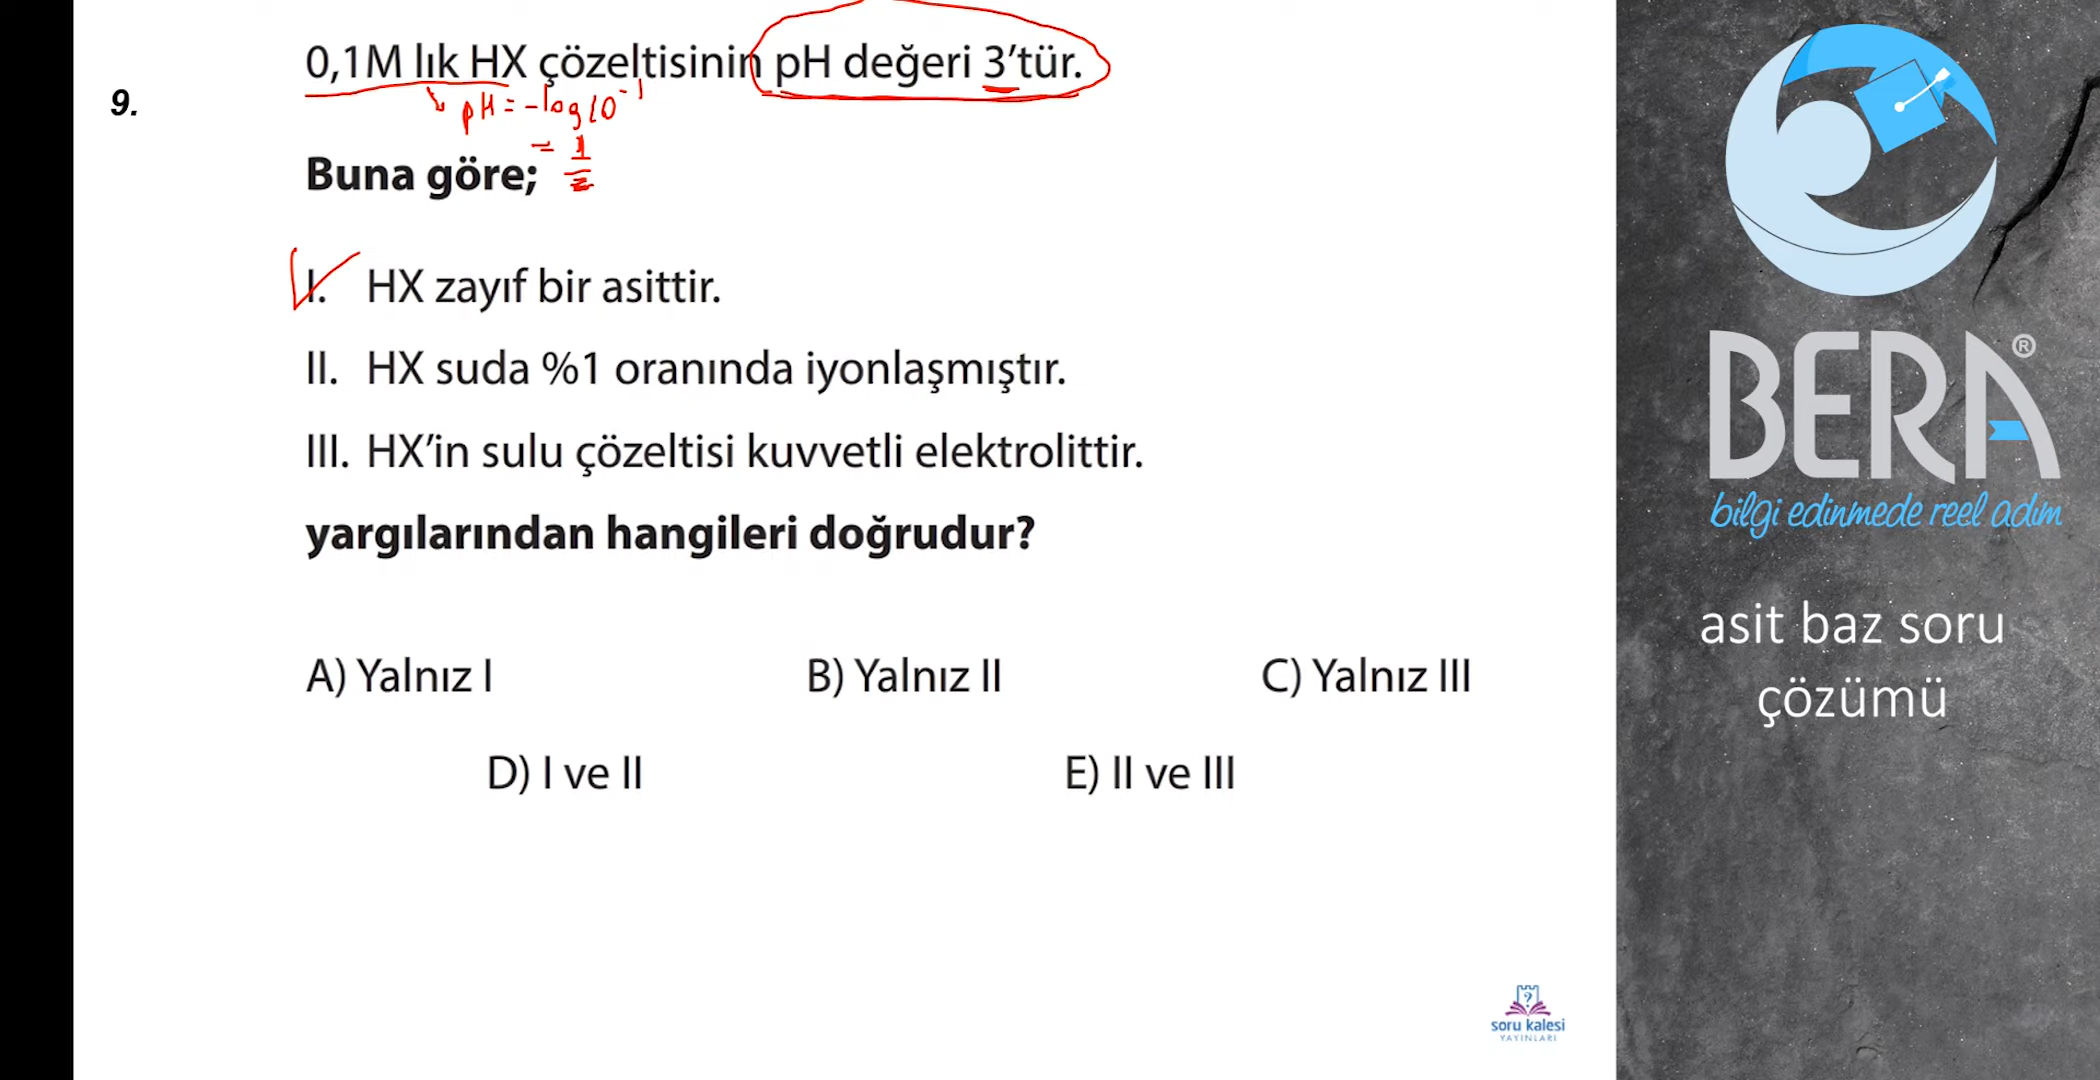 0,1M lık HX çözeltisinin pH değeri 3’tür.
9.
pH = -log10⁻¹
= 1
Buna göre;
I. HX zayıf bir asittir.
II. HX suda %1 oranında iyonlaşmıştır.
III. HX’in sulu çözeltisi kuvvetli elektrolittir.
yargılarından hangileri doğrudur?
A) Yalnız I B) Yalnız II C) Yalnız III
D) I ve II E) II ve III
?
soru kalesi
YAYINLARI
BERA®
bilgi edinmede reel adım
asit baz soru
çözümü